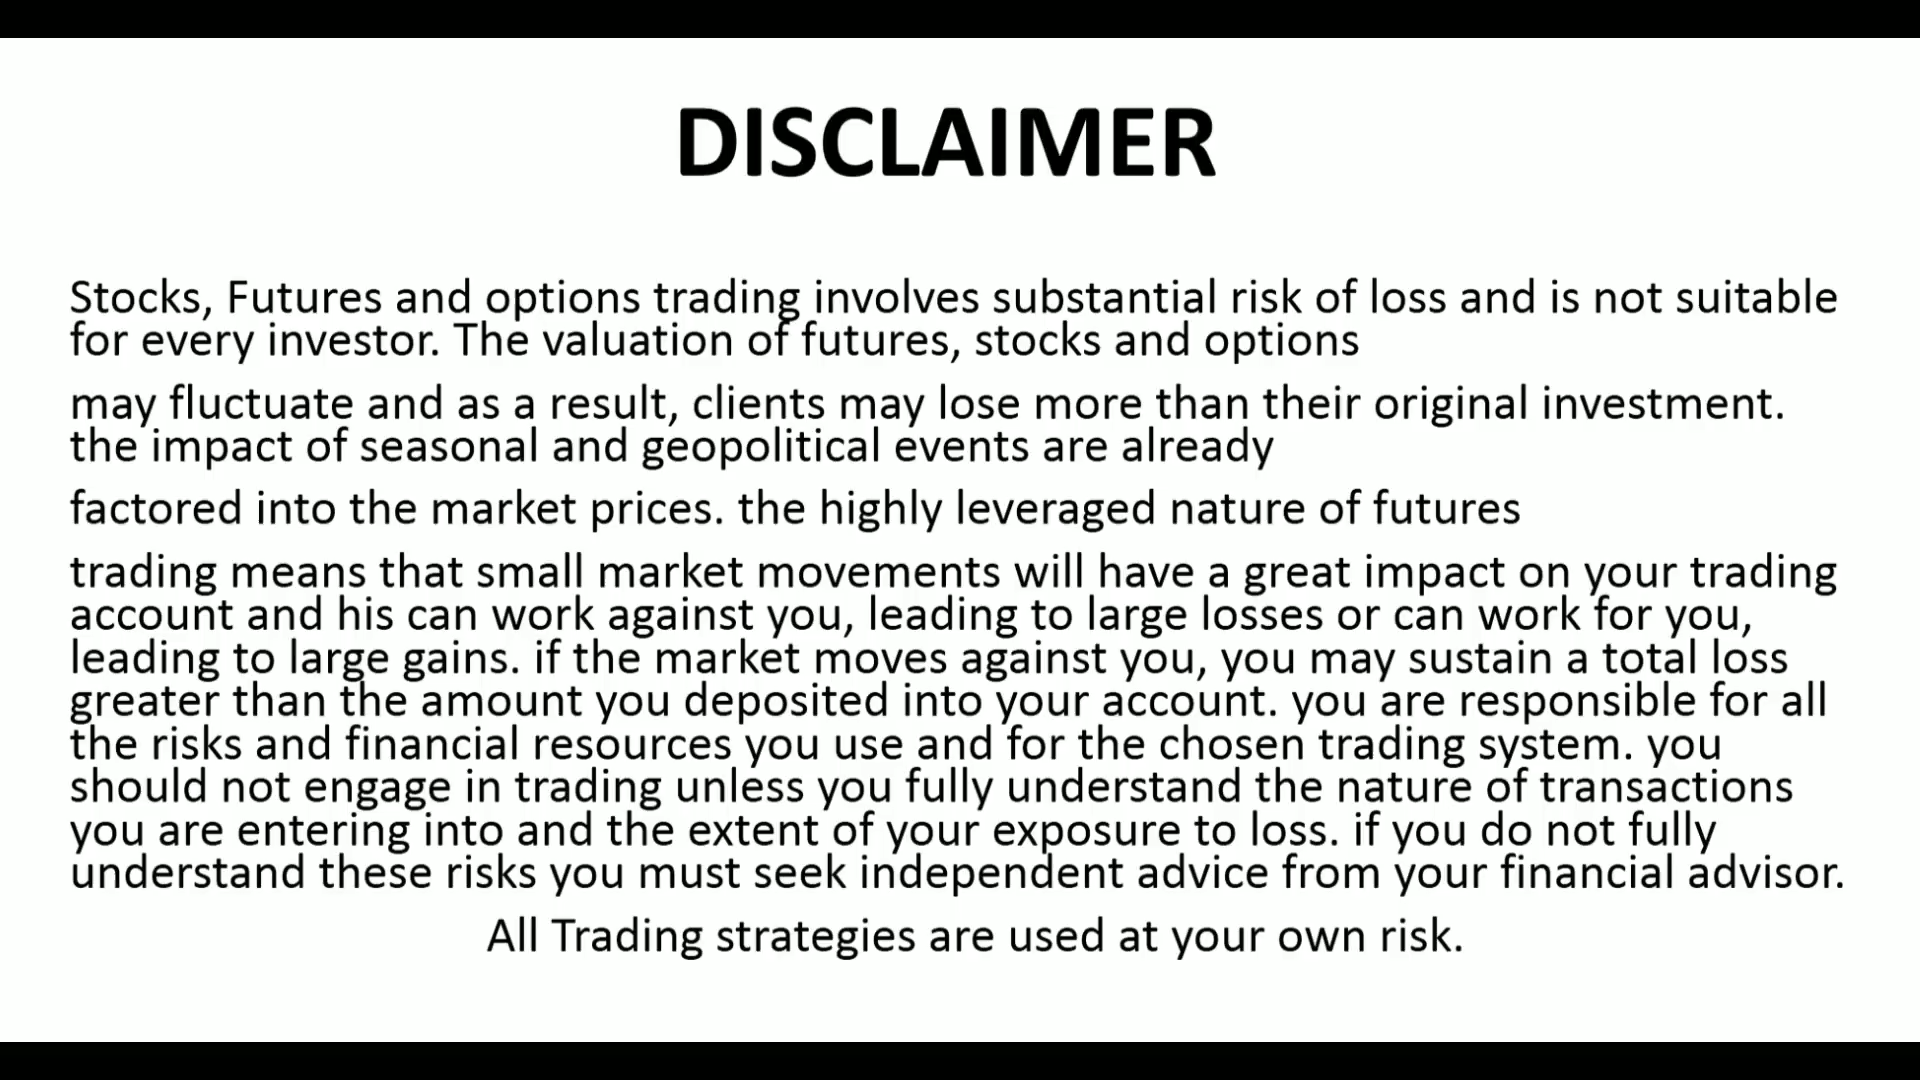 DISCLAIMER
Stocks, Futures and options trading involves substantial risk of loss and is not suitable
for every investor. The valuation of futures, stocks and options
may fluctuate and as a result, clients may lose more than their original investment.
the impact of seasonal and geopolitical events are already
factored into the market prices. the highly leveraged nature of futures
trading means that small market movements will have a great impact on your trading
account and his can work against you, leading to large losses or can work for you,
leading to large gains. if the market moves against you, you may sustain a total loss
greater than the amount you deposited into your account. you are responsible for all
the risks and financial resources you use and for the chosen trading system. you
should not engage in trading unless you fully understand the nature of transactions
you are entering into and the extent of your exposure to loss. if you do not fully
understand these risks you must seek independent advice from your financial advisor.
All Trading strategies are used at your own risk.